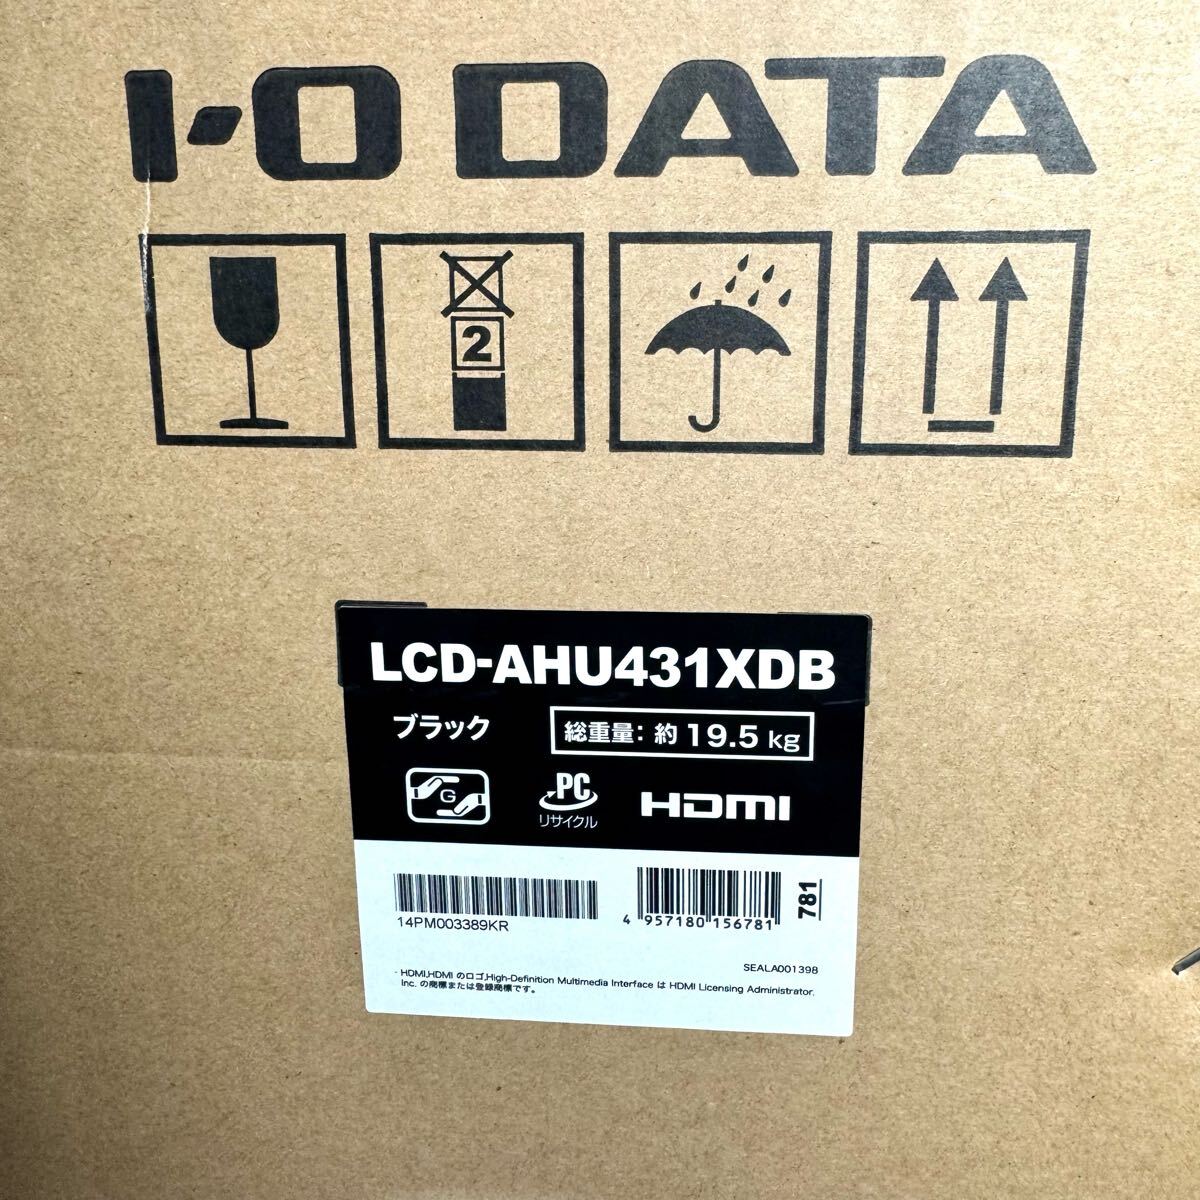 I-O DATA
2
LCD-AHU431XDB
ブラック
総重量: 約 19.5 kg
G
PC
リサイクル
HDMI
14PM003389KR
4 957180 156781
781
SEALA001398
・HDMI,HDMI のロゴ,High-Definition Multimedia Interface は HDMI Licensing Administrator,
Inc. の商標または登録商標です。